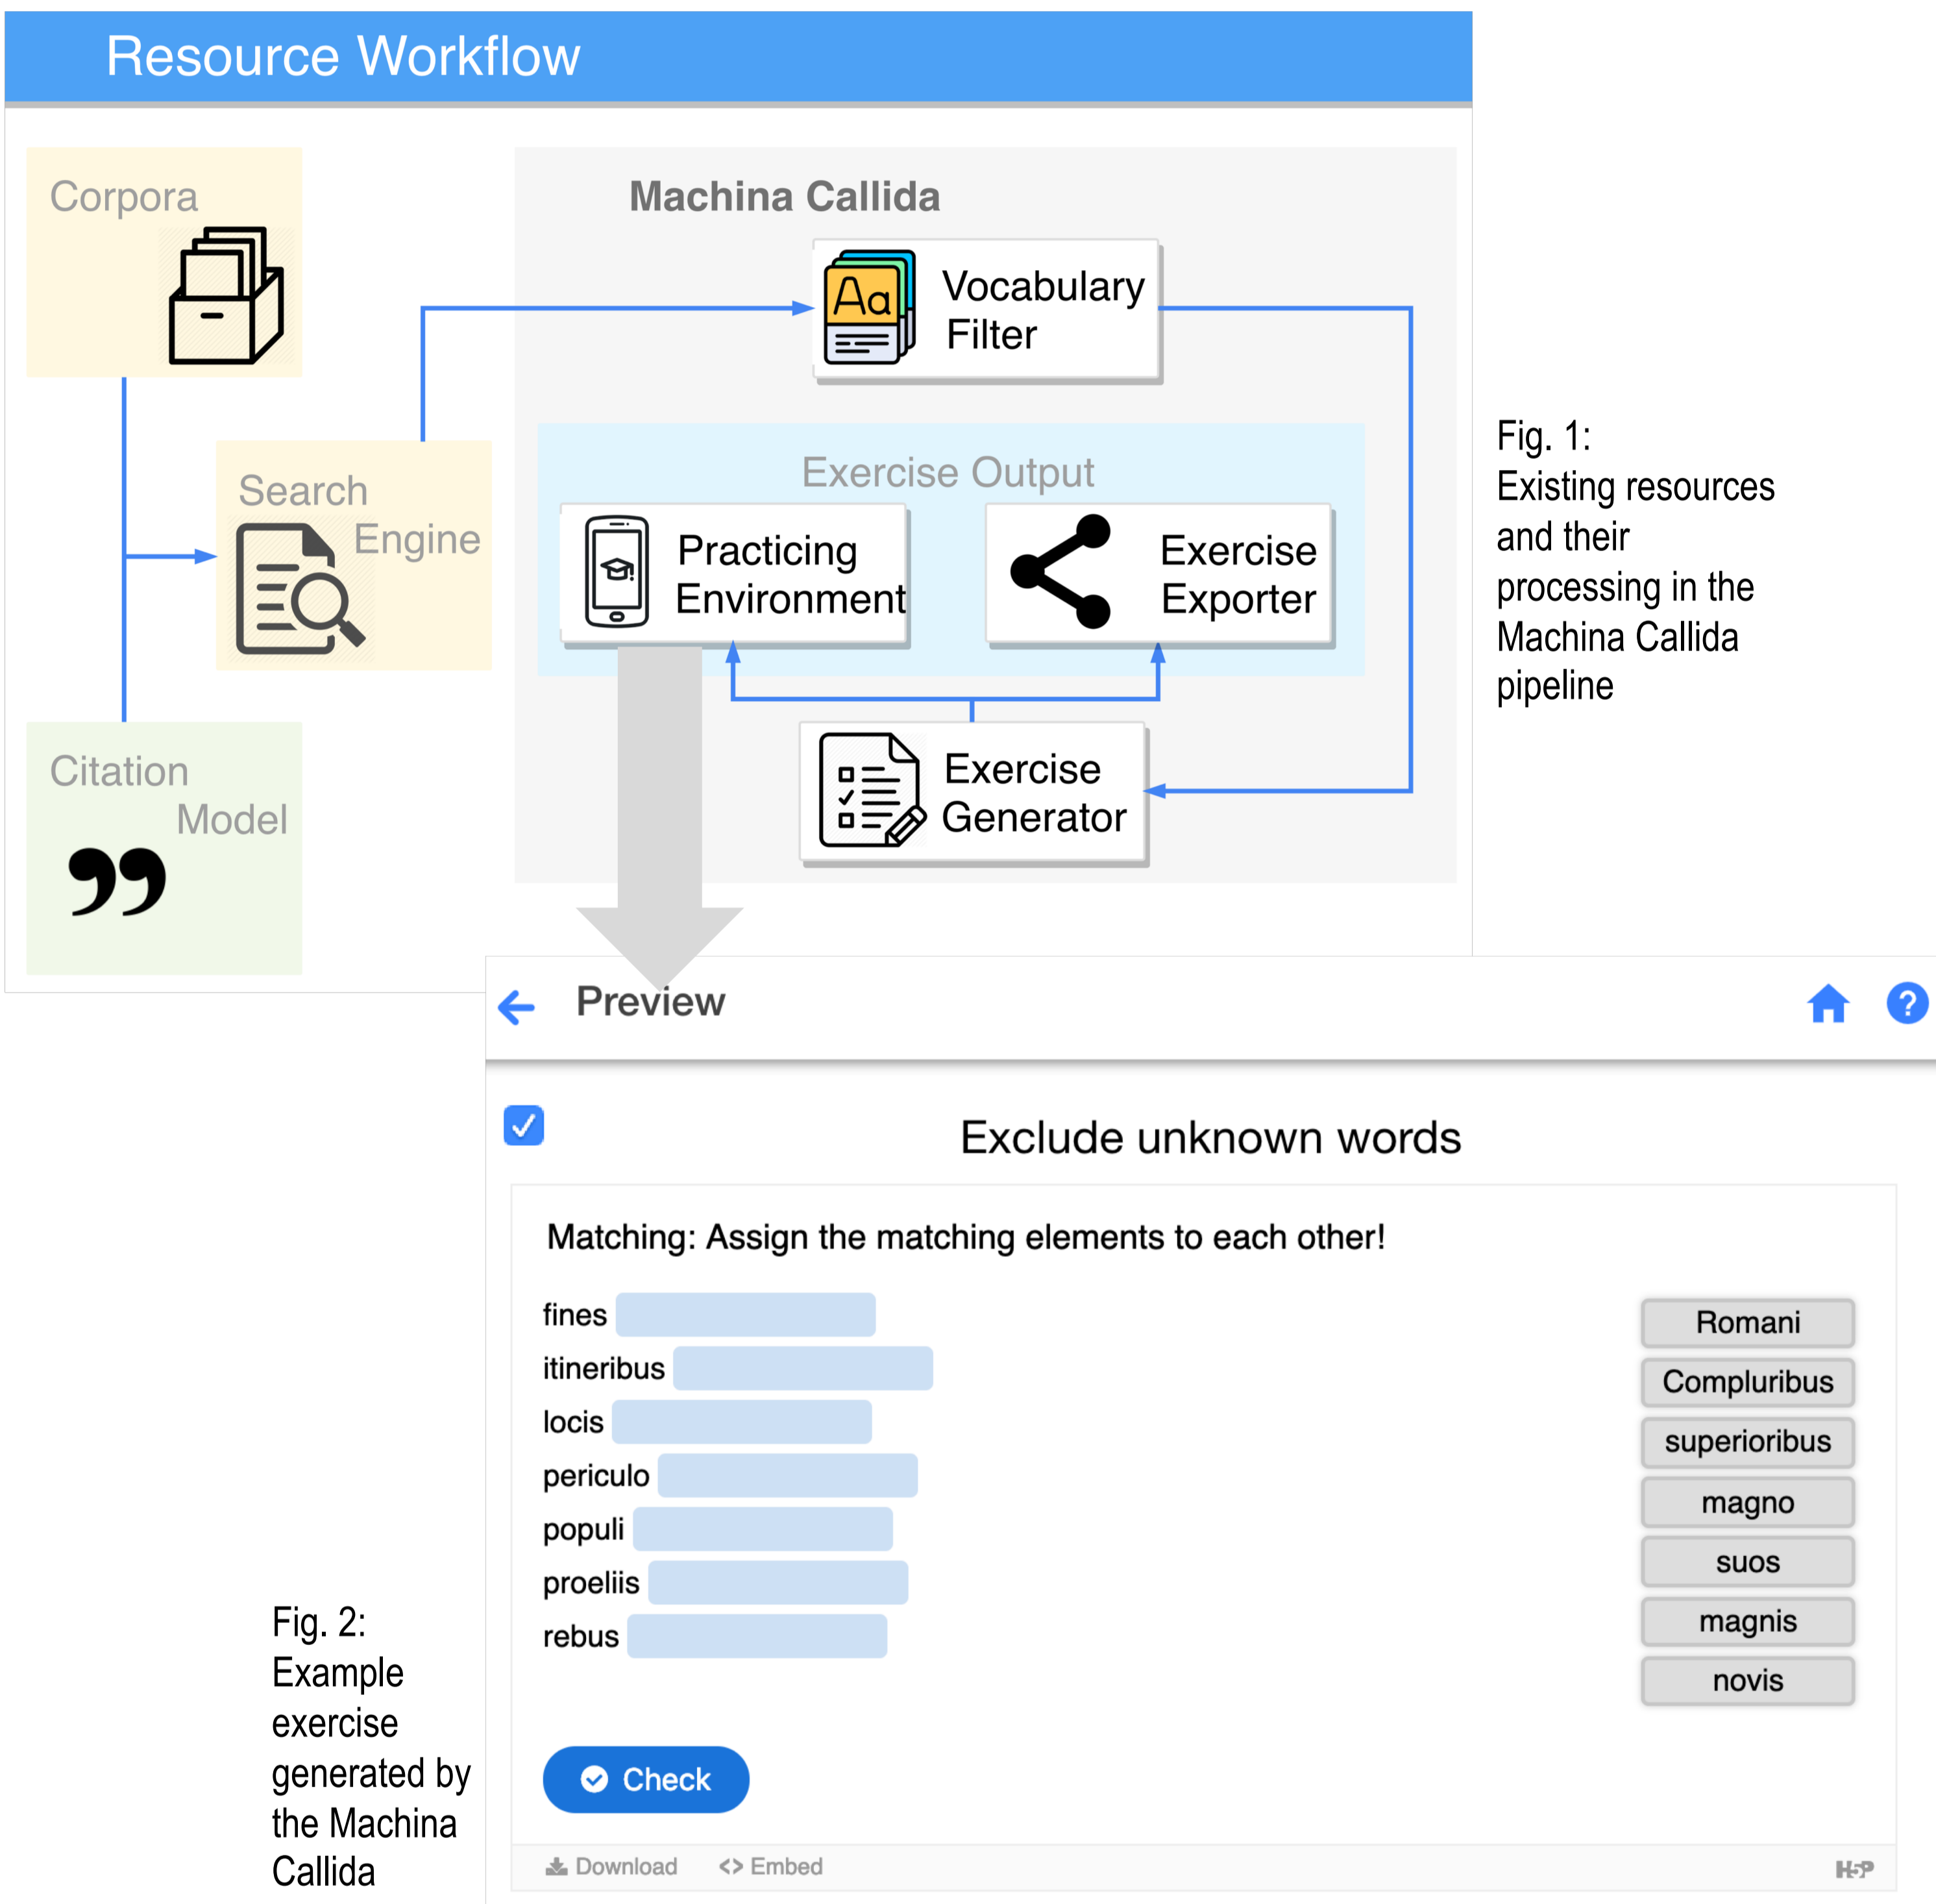 Resource Workflow
Corpora
Machina Callida
Aa
Vocabulary
Filter
Search
Engine
Exercise Output
Practicing
Environment
Exercise
Exporter
Citation
Model
Exercise
Generator
Fig. 1:
Existing resources
and their
processing in the
Machina Callida
pipeline
Preview
?
Exclude unknown words
Matching: Assign the matching elements to each other!
fines
itineribus
locis
periculo
populi
proeliis
rebus
Romani
Compluribus
superioribus
magno
suos
magnis
novis
Check
Download
<> Embed
H5P
Fig. 2:
Example
exercise
generated by
the Machina
Callida